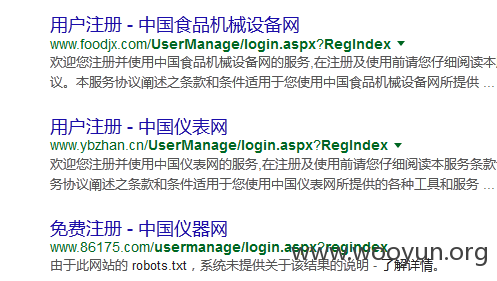 用户注册 - 中国食品机械设备网
www.foodjx.com/UserManage/login.aspx?RegIndex
欢迎您注册并使用中国食品机械设备网的服务,在注册及使用前请您仔细阅读本
议。本服务协议阐述之条款和条件适用于您使用中国食品机械设备网所提供 ...
用户注册 - 中国仪表网
www.ybzhan.cn/UserManage/login.aspx?RegIndex
欢迎您注册并使用中国仪表网的服务,在注册及使用前请您仔细阅读本服务条款
务协议阐述之条款和条件适用于您使用中国仪表网所提供的各种工具和服务 ...
免费注册 - 中国仪器网
www.86175.com/usermanage/login.aspx?regindex
由于此网站的 robots.txt，系统未提供关于该结果的说明 - 了解详情。
www.wooyun.org